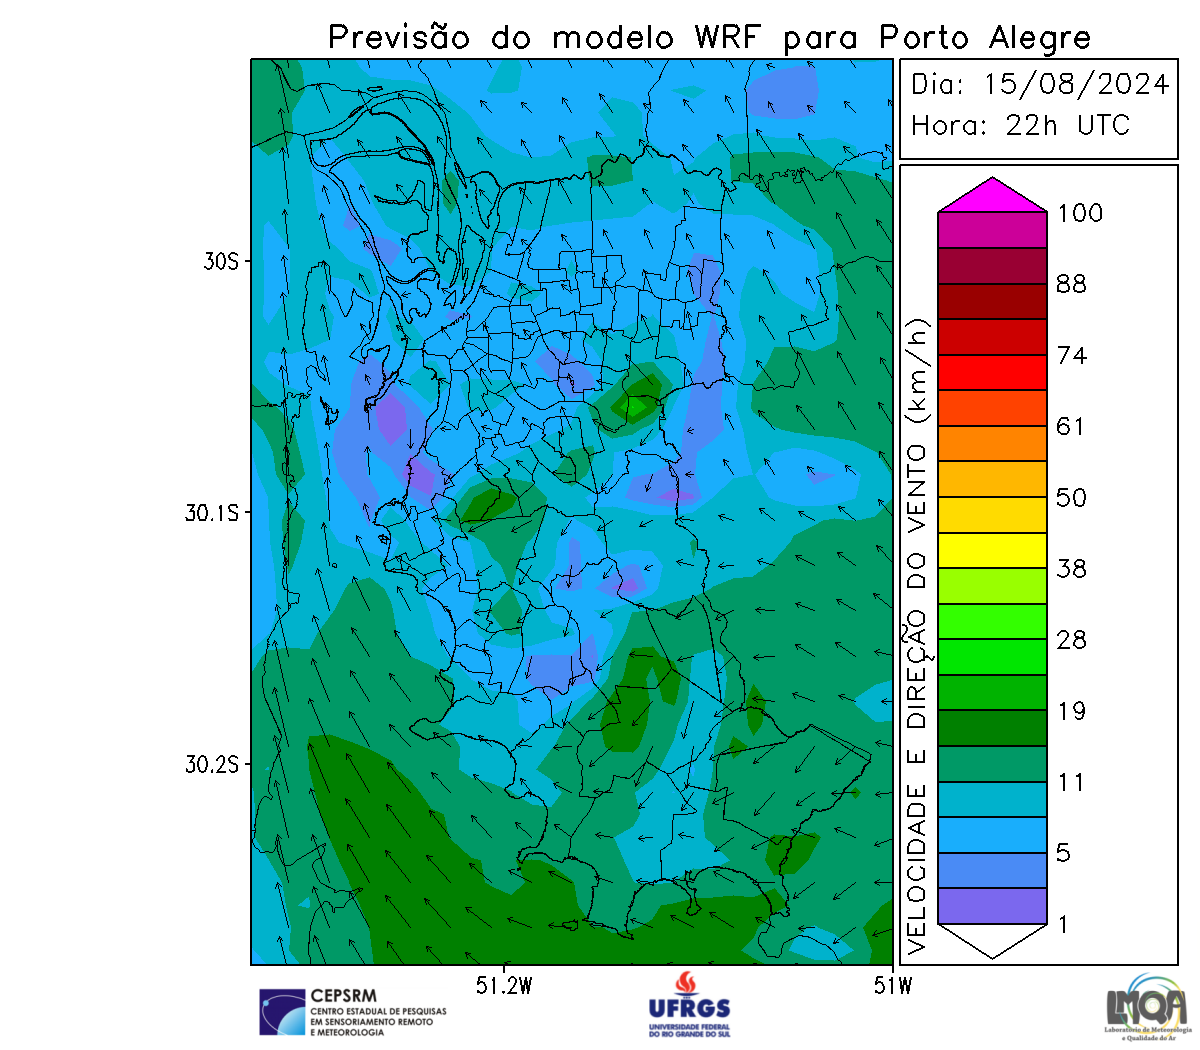 Previsão do modelo WRF para Porto Alegre
Dia: 15/08/2024
Hora: 22h UTC
100
88
74
61
50
38
28
19
11
5
1
VELOCIDADE E DIREÇÃO DO VENTO (km/h)
30S
30.1S
30.2S
51.2W
51W
CEPSRM
CENTRO ESTADUAL DE PESQUISAS
EM SENSORIAMENTO REMOTO
E METEOROLOGIA
UFRGS
UNIVERSIDADE FEDERAL
DO RIO GRANDE DO SUL
LMQA
Laboratório de Meteorologia
e Qualidade do Ar